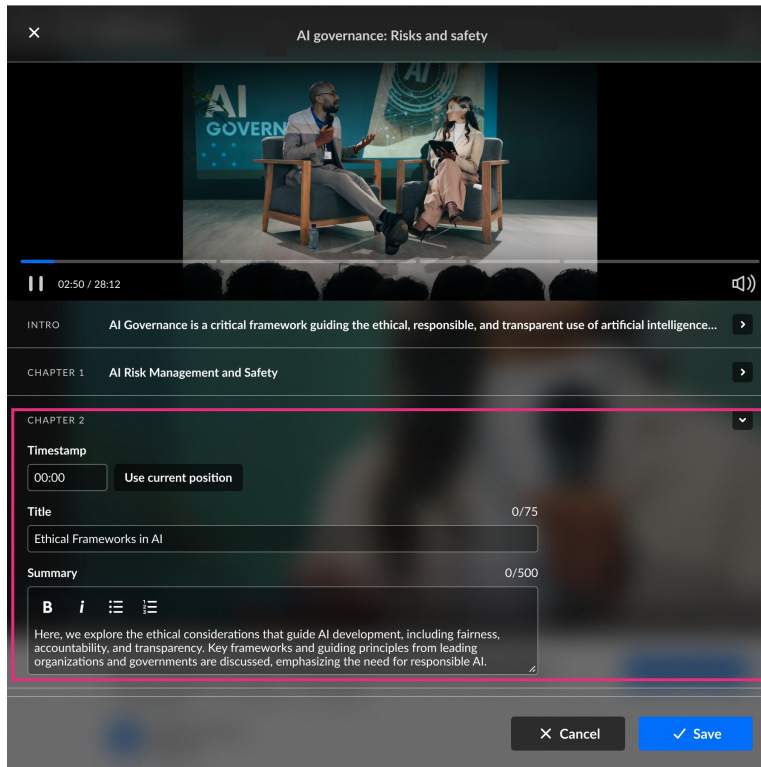 AI governance: Risks and safety
AI
GOVERN
AI
02:50 / 28:12
INTRO AI Governance is a critical framework guiding the ethical, responsible, and transparent use of artificial intelligence...
CHAPTER 1 AI Risk Management and Safety
CHAPTER 2
Timestamp
00:00 Use current position
Title 0/75
Ethical Frameworks in AI
Summary 0/500
B i
Here, we explore the ethical considerations that guide AI development, including fairness,
accountability, and transparency. Key frameworks and guiding principles from leading
organizations and governments are discussed, emphasizing the need for responsible AI.
Cancel Save